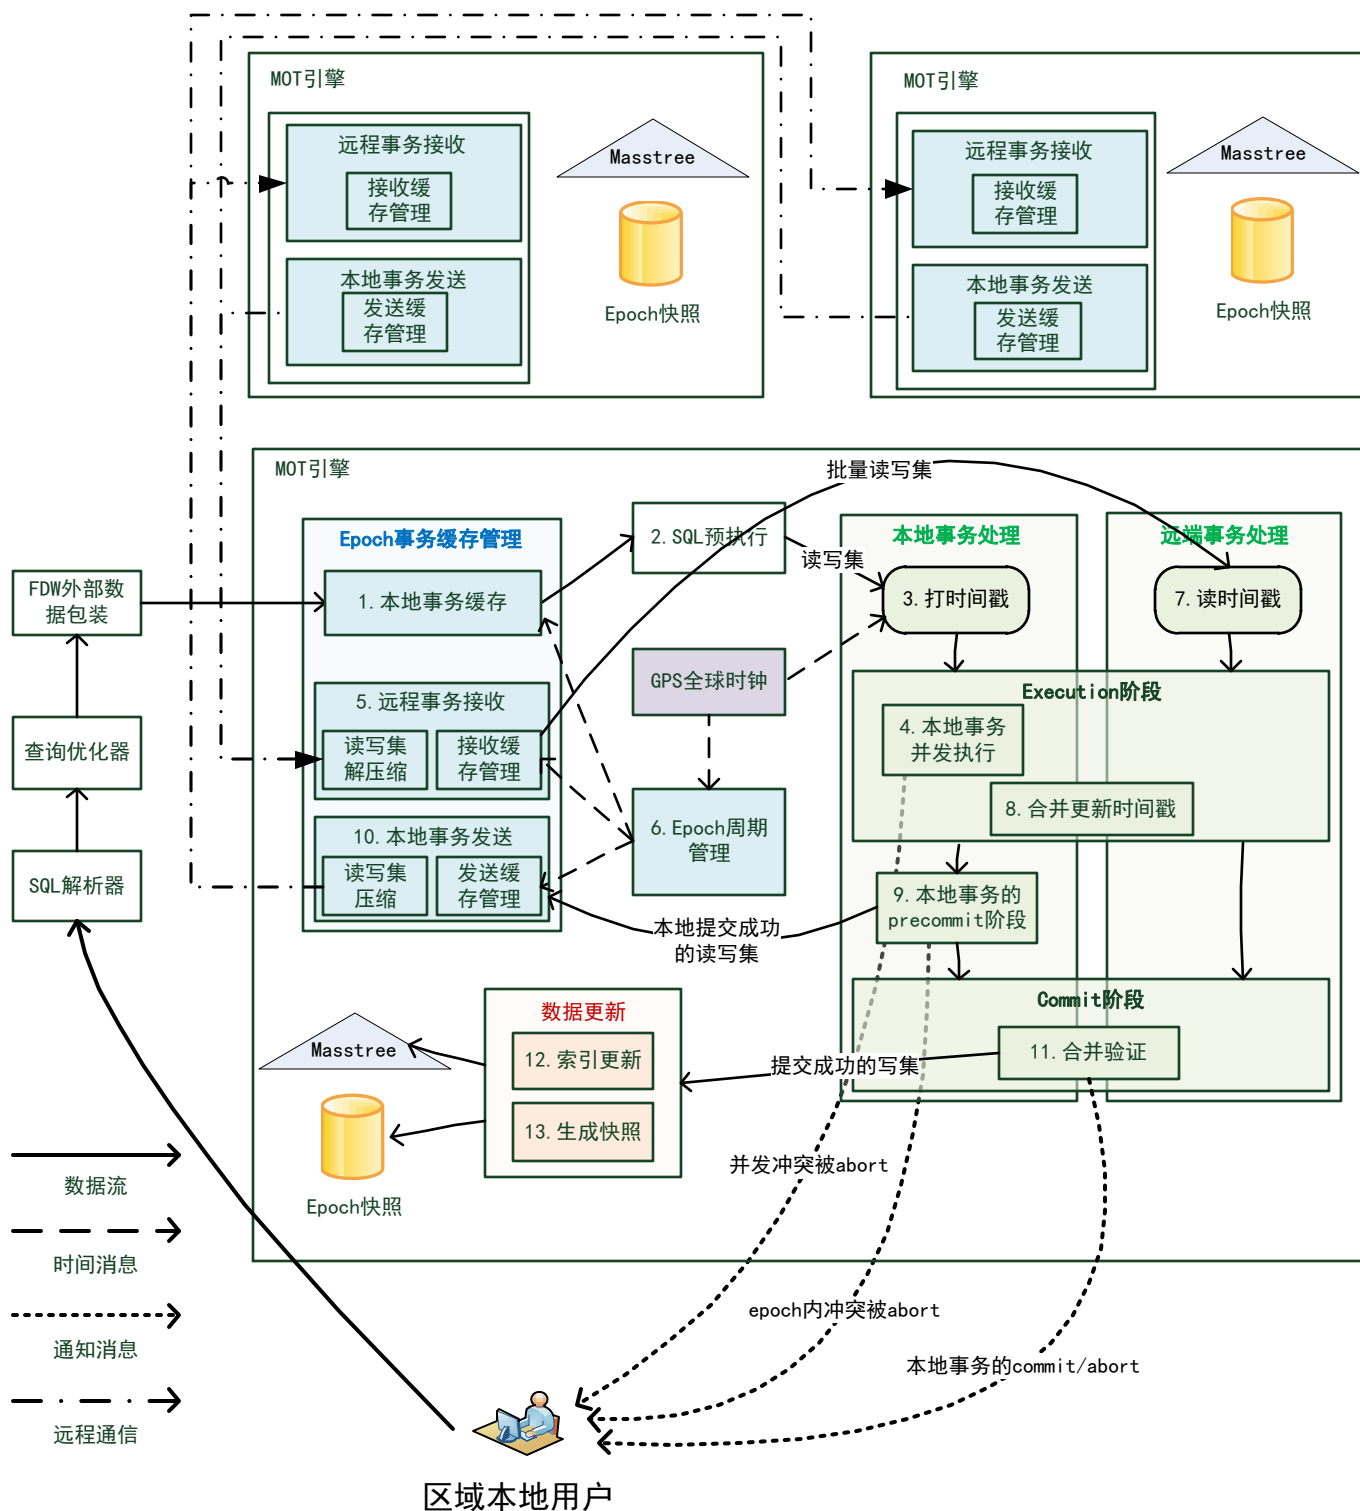 MOT引擎
远程事务接收
接收缓
存管理
本地事务发送
发送缓
存管理
Masstree
Epoch快照
MOT引擎
远程事务接收
接收缓
存管理
本地事务发送
发送缓
存管理
Masstree
Epoch快照
MOT引擎
批量读写集
Epoch事务缓存管理
1.本地事务缓存
5.远程事务接收
读写集
解压缩
接收缓
存管理
10.本地事务发送
读写集
压缩
发送缓
存管理
2.SQL预执行
读写集
GPS全球时钟
6.Epoch周期
管理
本地事务处理
远端事务处理
3.打时间戳
7.读时间戳
Execution阶段
4.本地事务
并发执行
8.合并更新时间戳
9.本地事务的
precommit阶段
本地提交成功
的读写集
Commit阶段
11.合并验证
提交成功的写集
数据更新
12.索引更新
13.生成快照
Masstree
Epoch快照
FDW外部数
据包装
查询优化器
SQL解析器
并发冲突被abort
epoch内冲突被abort
本地事务的commit/abort
数据流
时间消息
通知消息
远程通信
区域本地用户